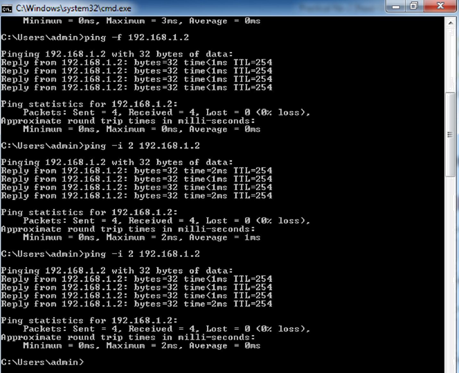 C:\Windows\system32\cmd.exe
Minimum = 0ms, Maximum = 3ms, Average = 0ms
C:\Users\admin>ping -f 192.168.1.2
Pinging 192.168.1.2 with 32 bytes of data:
Reply from 192.168.1.2: bytes=32 time<1ms TTL=254
Reply from 192.168.1.2: bytes=32 time<1ms TTL=254
Reply from 192.168.1.2: bytes=32 time<1ms TTL=254
Reply from 192.168.1.2: bytes=32 time<1ms TTL=254
Ping statistics for 192.168.1.2:
Packets: Sent = 4, Received = 4, Lost = 0 (0% loss),
Approximate round trip times in milli-seconds:
Minimum = 0ms, Maximum = 0ms, Average = 0ms
C:\Users\admin>ping -i 2 192.168.1.2
Pinging 192.168.1.2 with 32 bytes of data:
Reply from 192.168.1.2: bytes=32 time=2ms TTL=254
Reply from 192.168.1.2: bytes=32 time<1ms TTL=254
Reply from 192.168.1.2: bytes=32 time=2ms TTL=254
Reply from 192.168.1.2: bytes=32 time=2ms TTL=254
Ping statistics for 192.168.1.2:
Packets: Sent = 4, Received = 4, Lost = 0 (0% loss),
Approximate round trip times in milli-seconds:
Minimum = 0ms, Maximum = 2ms, Average = 1ms
C:\Users\admin>ping -i 2 192.168.1.2
Pinging 192.168.1.2 with 32 bytes of data:
Reply from 192.168.1.2: bytes=32 time<1ms TTL=254
Reply from 192.168.1.2: bytes=32 time<1ms TTL=254
Reply from 192.168.1.2: bytes=32 time<1ms TTL=254
Reply from 192.168.1.2: bytes=32 time=2ms TTL=254
Ping statistics for 192.168.1.2:
Packets: Sent = 4, Received = 4, Lost = 0 (0% loss),
Approximate round trip times in milli-seconds:
Minimum = 0ms, Maximum = 2ms, Average = 0ms
C:\Users\admin>